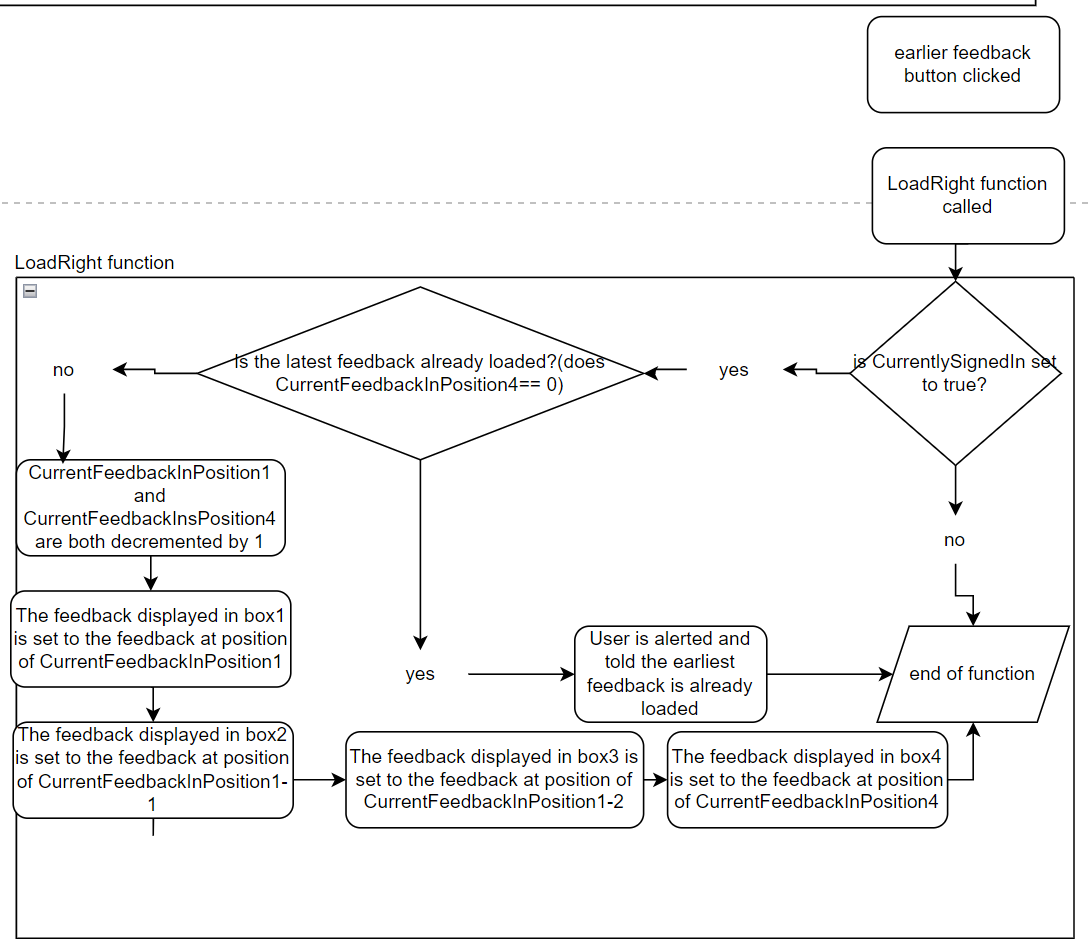 earlier feedback
button clicked
LoadRight function
called
LoadRight function
is CurrentlySignedIn set
to true?
yes
Is the latest feedback already loaded?(does
CurrentFeedbackInPosition4== 0)
no
CurrentFeedbackInPosition1
and
CurrentFeedbackInsPosition4
are both decremented by 1
no
The feedback displayed in box1
is set to the feedback at position
of CurrentFeedbackInPosition1
yes
User is alerted and
told the earliest
feedback is already
loaded
end of function
The feedback displayed in box2
is set to the feedback at position
of CurrentFeedbackInPosition1-
1
The feedback displayed in box3 is
set to the feedback at position of
CurrentFeedbackInPosition1-2
The feedback displayed in box4
is set to the feedback at position
of CurrentFeedbackInPosition4